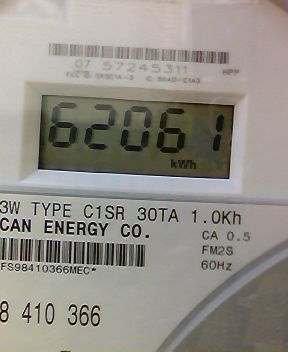 07 57245311 HPP
62061
kWh
3W TYPE C1SR 30TA 1.0Kh
CAN ENERGY CO. CA 0.5
FM2S
FS98410366MEC* 60Hz
8 410 366